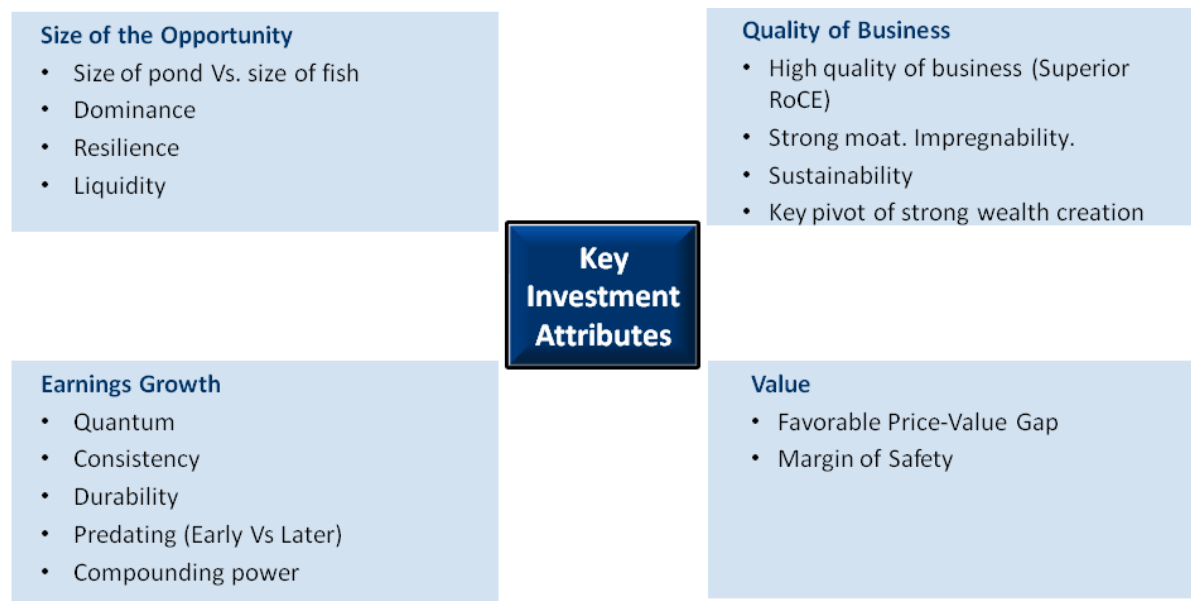 Size of the Opportunity
• Size of pond Vs. size of fish
• Dominance
• Resilience
• Liquidity
Quality of Business
• High quality of business (Superior
RoCE)
• Strong moat. Impregnability.
• Sustainability
• Key pivot of strong wealth creation
Key
Investment
Attributes
Earnings Growth
• Quantum
• Consistency
• Durability
• Predating (Early Vs Later)
• Compounding power
Value
• Favorable Price-Value Gap
• Margin of Safety